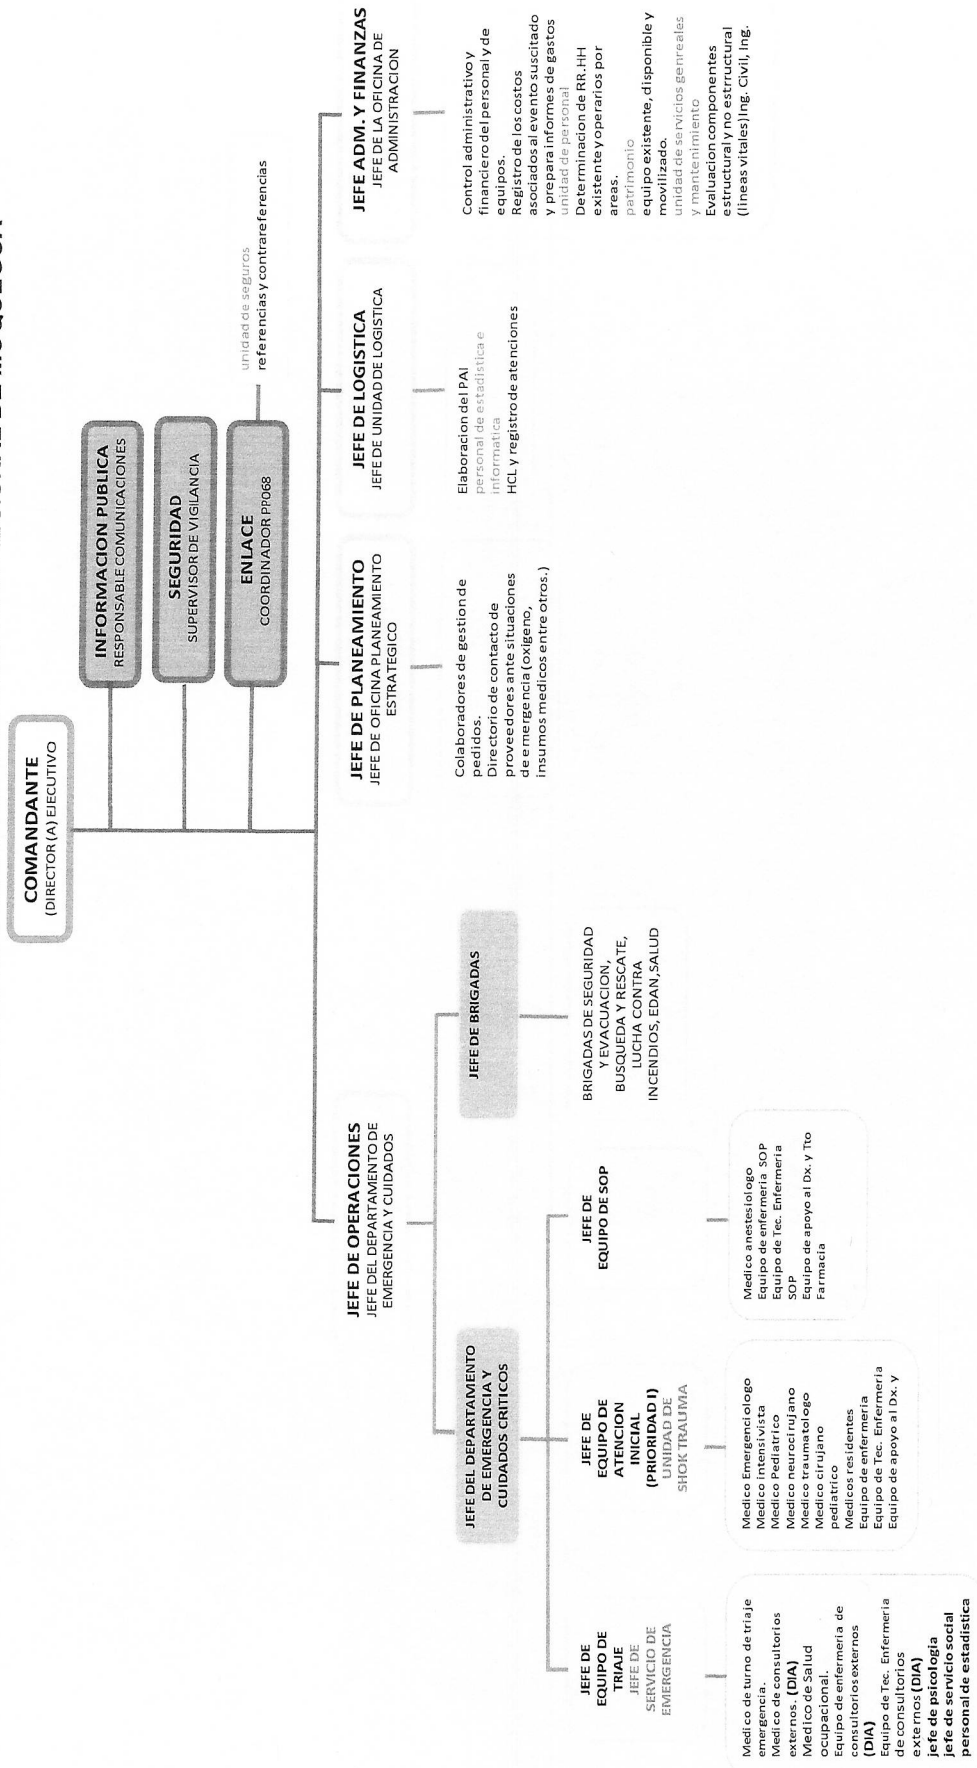 COMANDANTE
(DIRECTOR(A) EJECUTIVO
INFORMACION PUBLICA
RESPONSABLE COMUNICACIONES
SEGURIDAD
SUPERVISOR DE VIGILANCIA
ENLACE
COORDINADOR PP068
unidad de seguros
referencias y contrareferencias
JEFE DE OPERACIONES
JEFE DEL DEPARTAMENTO DE
EMERGENCIA Y CUIDADOS
JEFE DE PLANEAMIENTO
JEFE DE OFICINA PLANEAMIENTO
ESTRATEGICO
JEFE DE LOGISTICA
JEFE DE UNIDAD DE LOGISTICA
JEFE ADM. Y FINANZAS
JEFE DE LA OFICINA DE
ADMINISTRACION
JEFE DEL DEPARTAMENTO
DE EMERGENCIA Y
CUIDADOS CRITICOS
JEFE DE BRIGADAS
Colaboradores de gestion de
pedidos.
Directorio de contacto de
proveedores ante situaciones
de emergencia (oxigeno,
insumos medicos entre otros.)
Elaboracion del PAI
personal de estadistica e
informatica
HCL y registro de atenciones
Control administrativo y
financiero del personal y de
equipos.
Registro de los costos
asociados al evento suscitado
y prepara informes de gastos
unidad de personal
Determinacion de RR.HH
existente y operarios por
areas.
patrimonio
equipo existente, disponible y
movilizado.
unidad de servicios genreales
y mantenimiento
Evaluacion componentes
estructural y no estrructural
(lineas vitales)Ing. Civil, Ing.
JEFE DE
EQUIPO DE
TRIAJE
JEFE DE
SERVICIO DE
EMERGENCIA
JEFE DE
EQUIPO DE
ATENCION
INICIAL
(PRIORIDAD I)
UNIDAD DE
SHOK TRAUMA
JEFE DE
EQUIPO DE SOP
BRIGADAS DE SEGURIDAD
Y EVACUACION,
BUSQUEDA Y RESCATE,
LUCHA CONTRA
INCENDIOS, EDAN,SALUD
Medico de turno de triaje
emergencia.
Medico de consultorios
externos. (DIA)
Medico de Salud
ocupacional.
Equipo de enfermeria de
consultorios externos
(DIA)
Equipo de Tec. Enfermeria
de consultorios
externos (DIA)
jefe de psicologia
jefe de servicio social
personal de estadistica
Medico Emergenciologo
Medico intensivista
Medico Pediatrico
Medico neurocirujano
Medico traumatologo
Medico cirujano
pediatrico
Medicos residentes
Equipo de enfermeria
Equipo de Tec. Enfermeria
Equipo de apoyo al Dx. y
Medico anestesiologo
Equipo de enfermeria SOP
Equipo de Tec. Enfermeria
SOP
Equipo de apoyo al Dx. y Tto
Farmacia